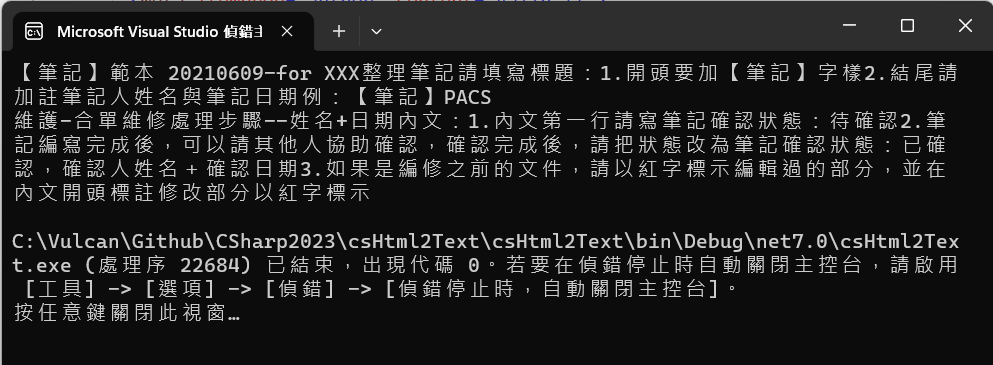 Microsoft Visual Studio 偵錯主
【筆記】範本 20210609-for XXX整理筆記請填寫標題：1.開頭要加【筆記】字樣2.結尾請
加註筆記人姓名與筆記日期例：【筆記】PACS
維護-合單維修處理步驟--姓名+日期內文：1.內文第一行請寫筆記確認狀態：待確認2.筆
記編寫完成後，可以請其他人協助確認，確認完成後，請把狀態改為筆記確認狀態：已確
認，確認人姓名＋確認日期3.如果是編修之前的文件，請以紅字標示編輯過的部分，並在
內文開頭標註修改部分以紅字標示
C:\Vulcan\Github\CSharp2023\csHtml2Text\csHtml2Text\bin\Debug\net7.0\csHtml2Tex
t.exe (處理序 22684) 已結束，出現代碼 0。若要在偵錯停止時自動關閉主控台，請啟用
[工具] -> [選項] -> [偵錯] -> [偵錯停止時，自動關閉主控台]。
按任意鍵關閉此視窗…